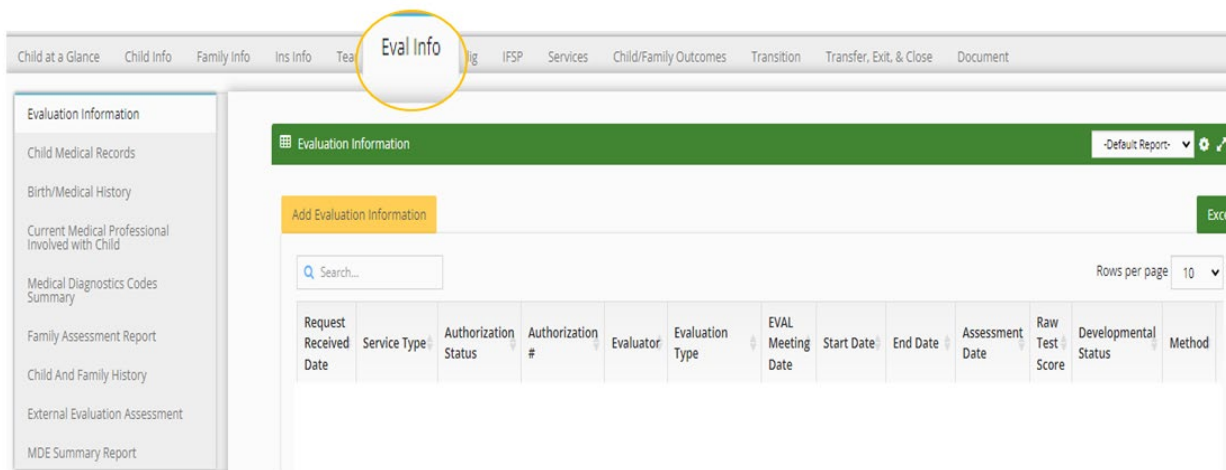 Child at a Glance Child Info Family Info Ins Info Eval Info IFSP Services Child/Family Outcomes Transition Transfer, Exit, & Close Document
Evaluation Information
Child Medical Records
Birth/Medical History
Current Medical Professional
Involved with Child
Medical Diagnostics Codes
Summary
Family Assessment Report
Child And Family History
External Evaluation Assessment
MDE Summary Report
Evaluation Information
-Default Report-
Add Evaluation Information
Search...
Rows per page 10
Request
Received
Date
Service Type
Authorization
Status
Authorization
#
Evaluator
Evaluation
Type
EVAL
Meeting
Date
Start Date
End Date
Assessment
Date
Raw
Test
Score
Developmental
Status
Method